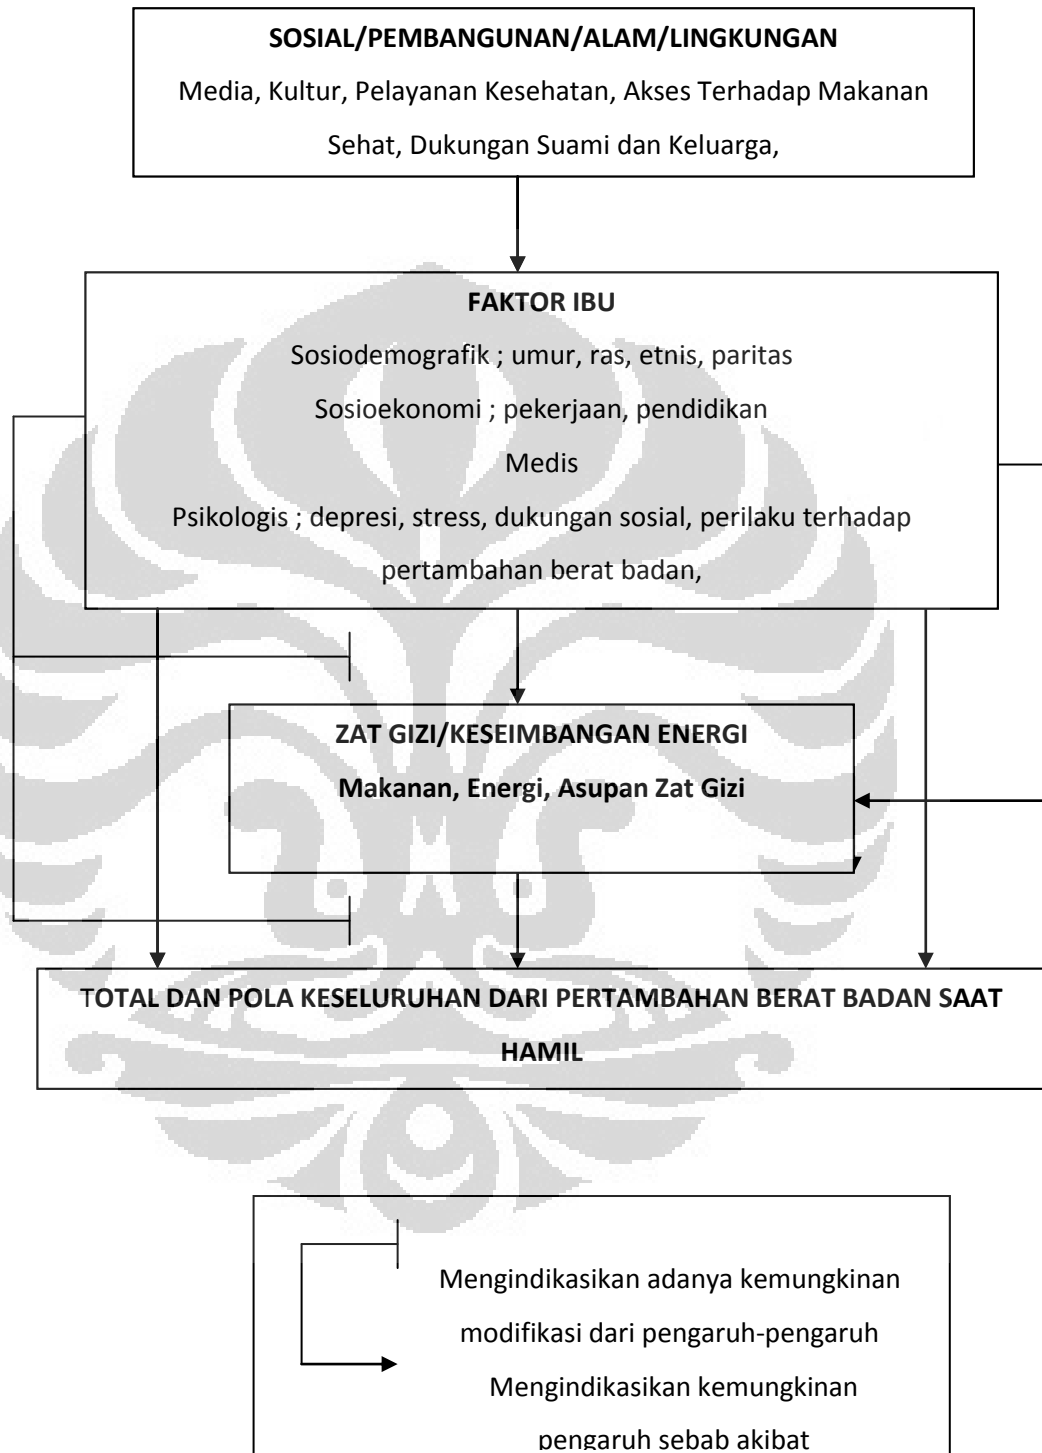 SOSIAL/PEMBANGUNAN/ALAM/LINGKUNGAN
Media, Kultur, Pelayanan Kesehatan, Akses Terhadap Makanan
Sehat, Dukungan Suami dan Keluarga,
FAKTOR IBU
Sosiodemografik ; umur, ras, etnis, paritas
Sosioekonomi ; pekerjaan, pendidikan
Medis
Psikologis ; depresi, stress, dukungan sosial, perilaku terhadap
pertambahan berat badan,
ZAT GIZI/KESEIMBANGAN ENERGI
Makanan, Energi, Asupan Zat Gizi
TOTAL DAN POLA KESELURUHAN DARI PERTAMBAHAN BERAT BADAN SAAT
HAMIL
Mengindikasikan adanya kemungkinan
modifikasi dari pengaruh-pengaruh
Mengindikasikan kemungkinan
pengaruh sebab akibat